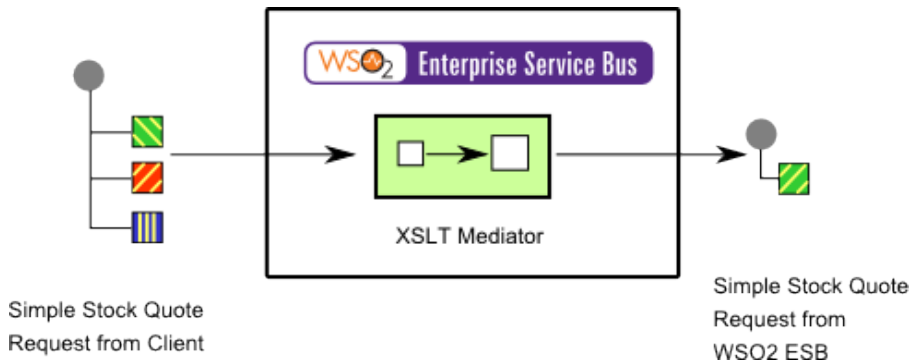 WSO2 Enterprise Service Bus
XSLT Mediator
Simple Stock Quote
Request from Client
Simple Stock Quote
Request from
WSO2 ESB